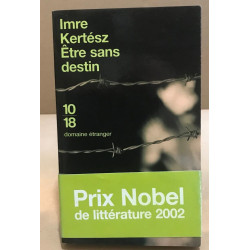 Imre
Kertész
Être sans
destin
10
18
domaine étranger
Prix Nobel
de littérature 2002